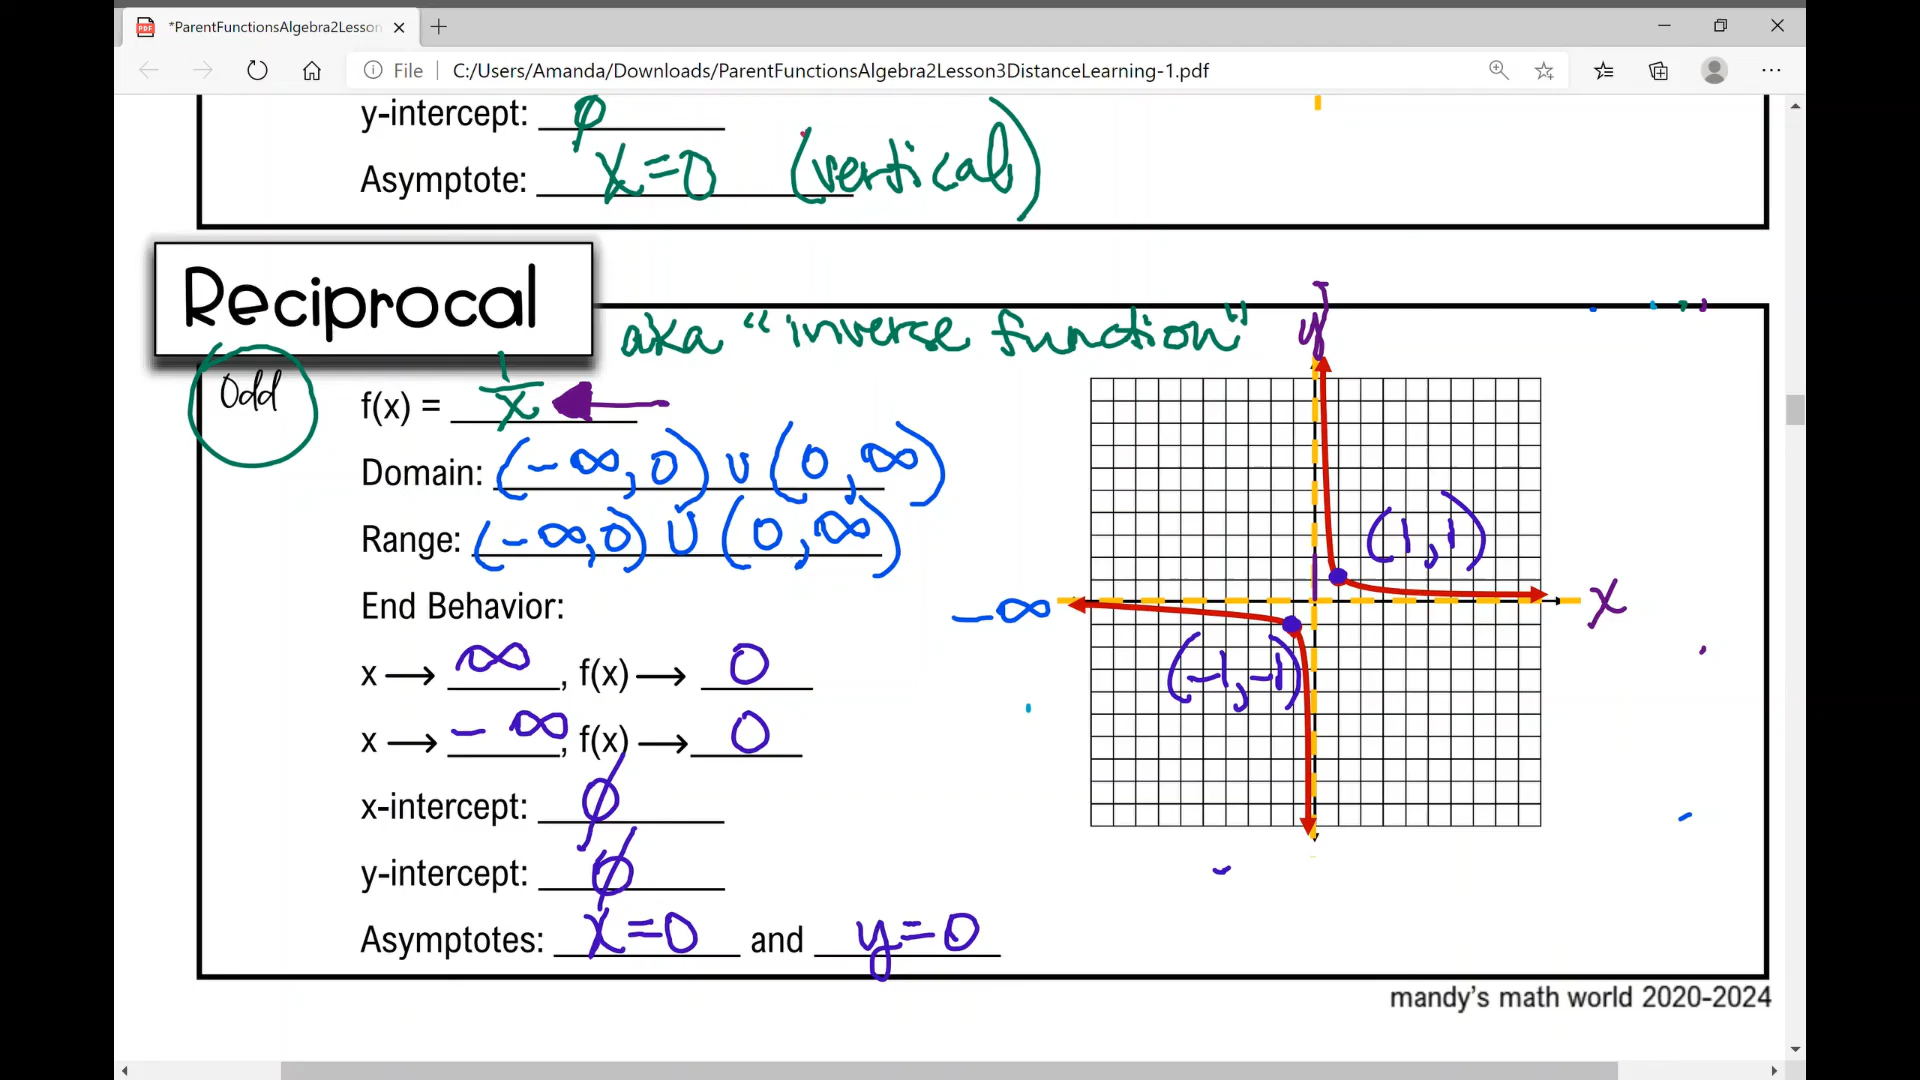 *ParentFunctionsAlgebra2Lesson
File C:/Users/Amanda/Downloads/ParentFunctionsAlgebra2Lesson3DistanceLearning-1.pdf
y-intercept: ∅
Asymptote: x=0 (vertical)
Reciprocal
aka "inverse function"
Odd
f(x) = 1/x
Domain: (-∞,0) ∪ (0,∞)
Range: (-∞,0) ∪ (0,∞)
End Behavior:
x → ∞, f(x) → 0
x → -∞, f(x) → 0
x-intercept: ∅
y-intercept: ∅
Asymptotes: x=0 and y=0
y
(1,1)
-∞
x
(-1,-1)
mandy's math world 2020-2024